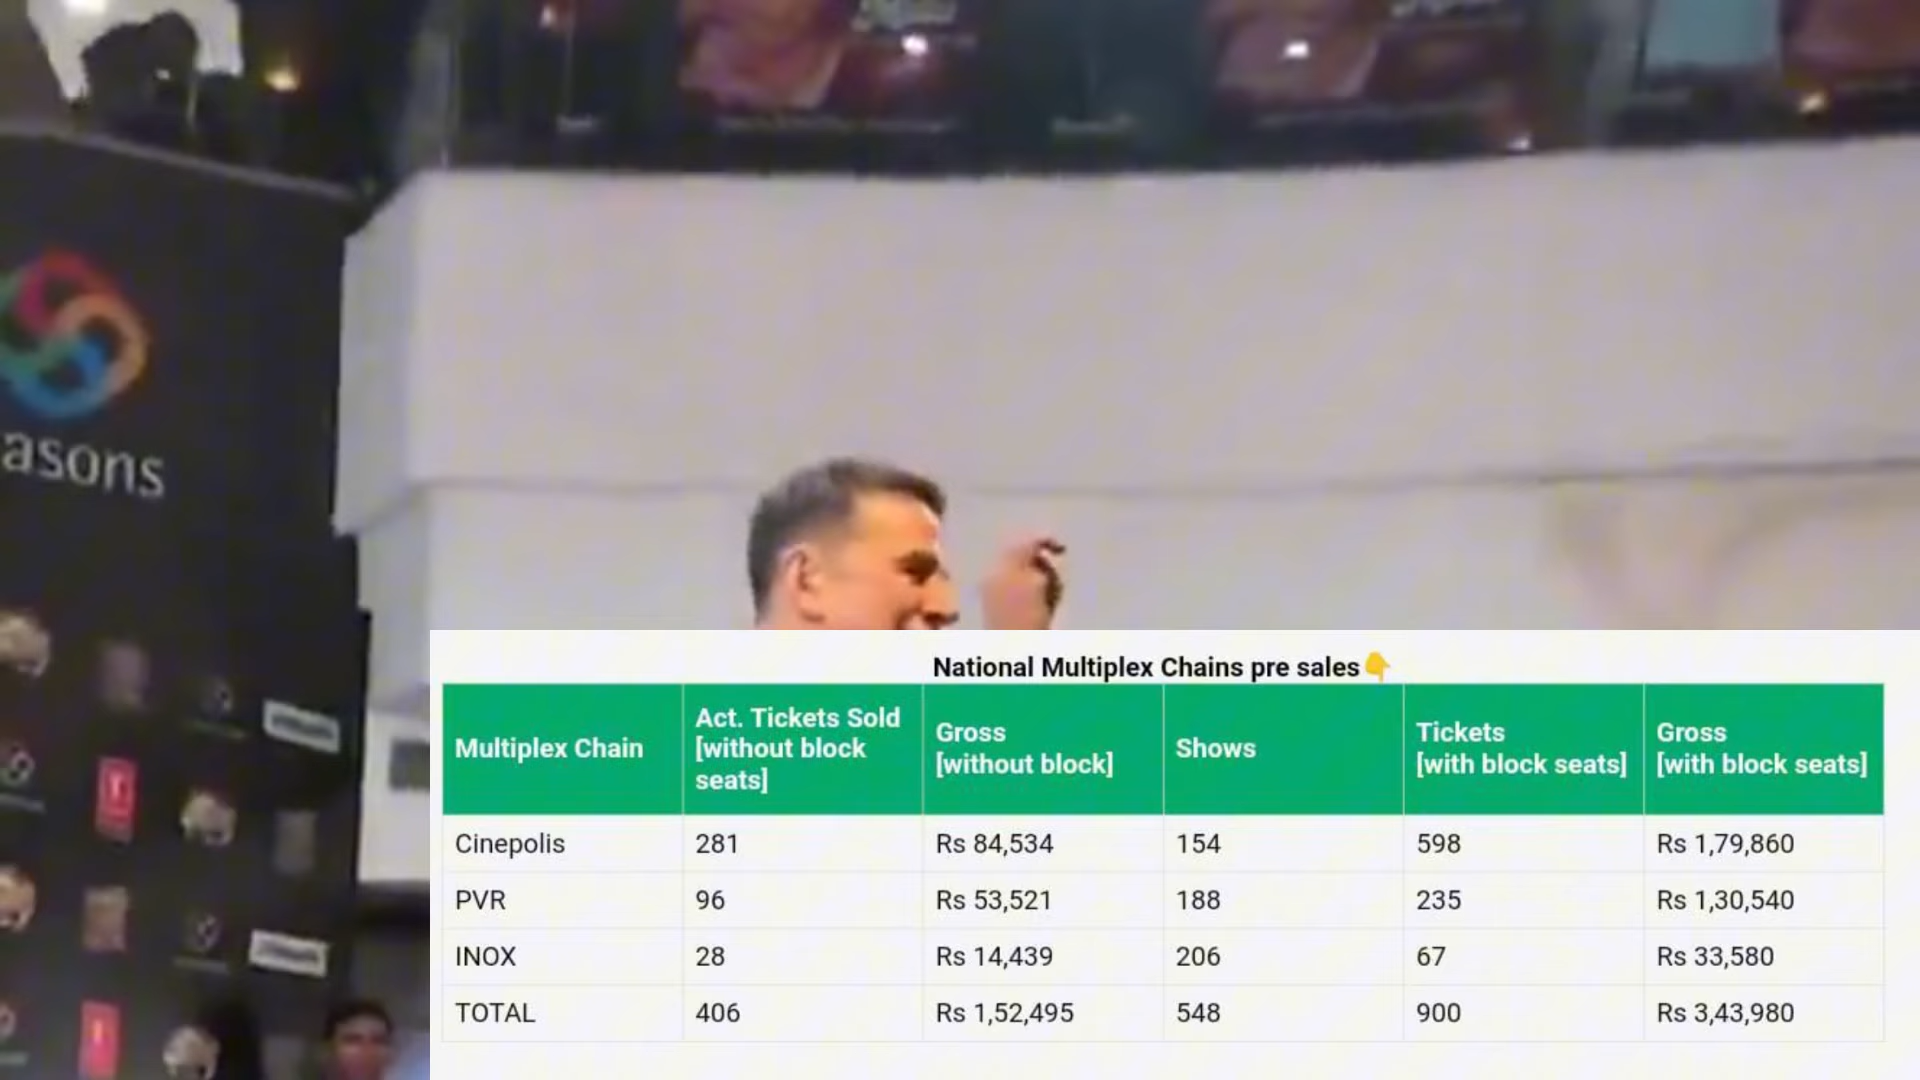 asons
National Multiplex Chains pre sales👇
Multiplex Chain
Act. Tickets Sold
[without block
seats]
Gross
[without block]
Shows
Tickets
[with block seats]
Gross
[with block seats]
Cinepolis 281 Rs 84,534 154 598 Rs 1,79,860
PVR 96 Rs 53,521 188 235 Rs 1,30,540
INOX 28 Rs 14,439 206 67 Rs 33,580
TOTAL 406 Rs 1,52,495 548 900 Rs 3,43,980